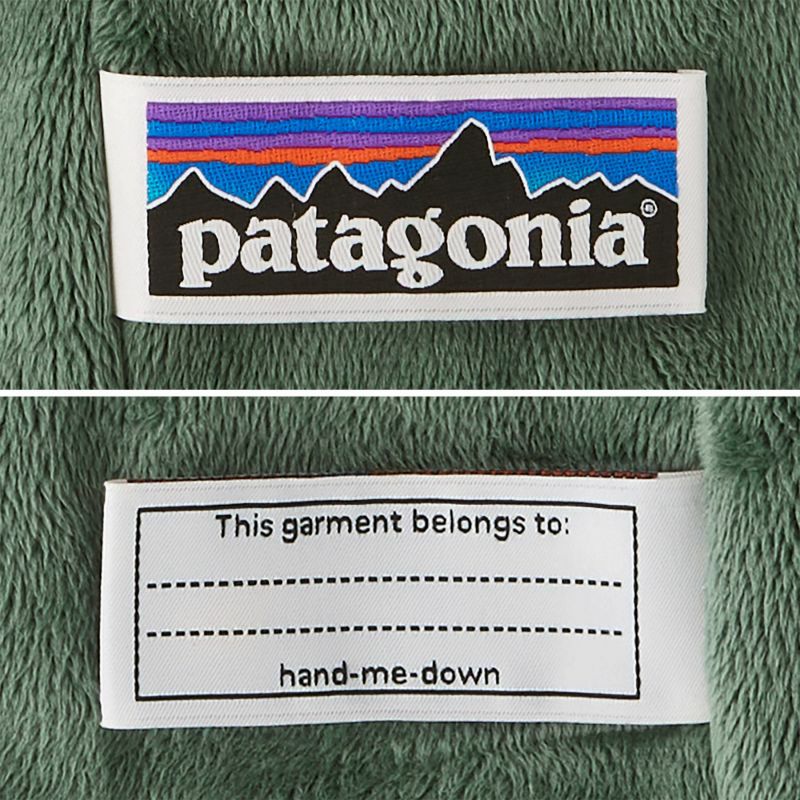 patagonia®
This garment belongs to:
hand-me-down